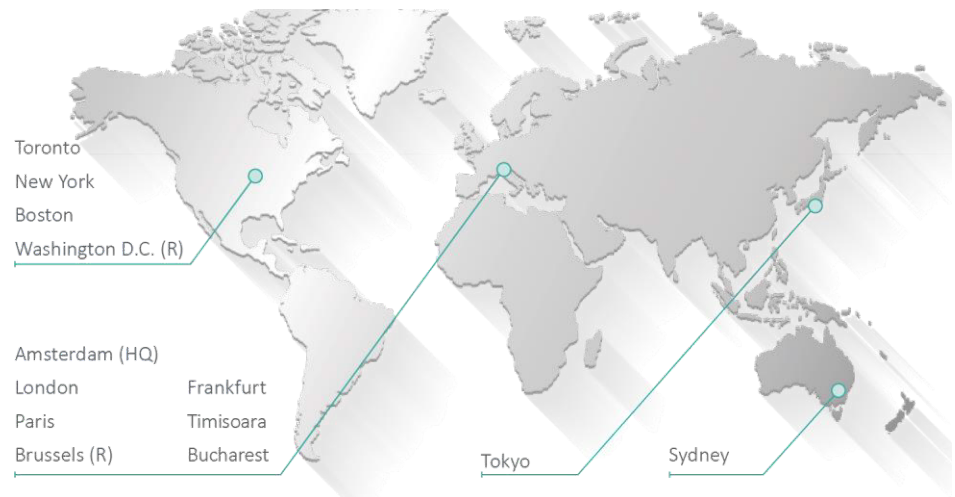 Toronto
New York
Boston
Washington D.C. (R)
Amsterdam (HQ)
London
Paris
Brussels (R)
Frankfurt
Timisoara
Bucharest
Tokyo
Sydney